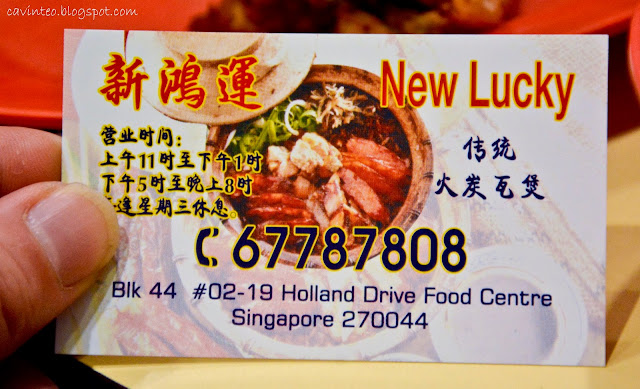 cavinteo.blogspot.com
新鴻運
New Lucky
营业时间：
上午11时至下午1时
下午5时至晚上8时
逢星期三休息。
传统
火炭瓦煲
67787808
Blk 44 #02-19 Holland Drive Food Centre
Singapore 270044